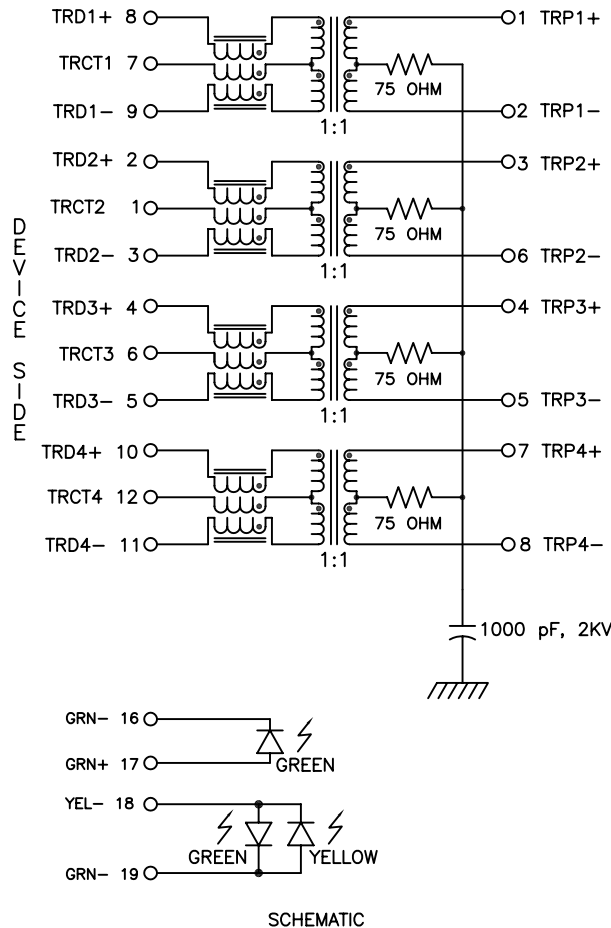 TRD1+ 8
1 TRP1+
TRCT1 7
75 OHM
TRD1- 9
2 TRP1-
1:1
TRD2+ 2
3 TRP2+
TRCT2 1
75 OHM
TRD2- 3
6 TRP2-
1:1
DEVICE SIDE
TRD3+ 4
4 TRP3+
TRCT3 6
75 OHM
TRD3- 5
5 TRP3-
1:1
TRD4+ 10
7 TRP4+
TRCT4 12
75 OHM
TRD4- 11
8 TRP4-
1:1
1000 pF, 2KV
GRN- 16
GRN+ 17
GREEN
YEL- 18
GREEN
YELLOW
GRN- 19
SCHEMATIC